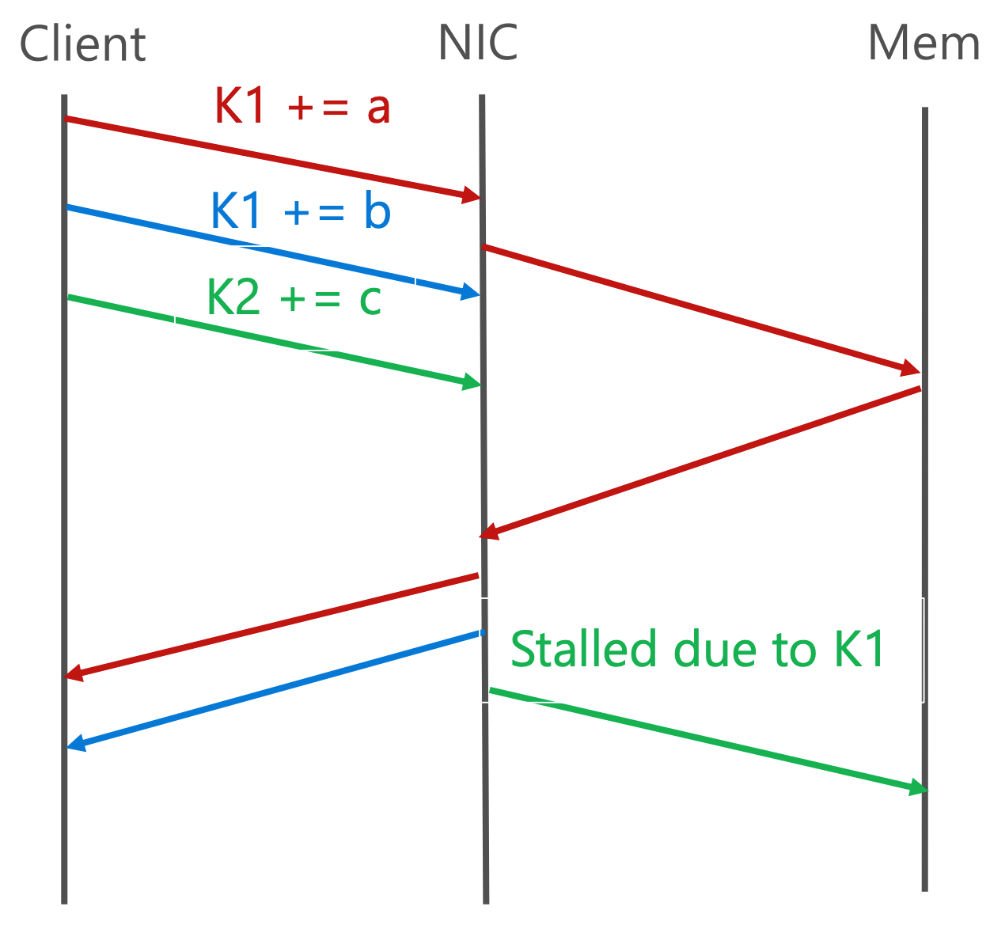 Client
NIC
Mem
K1 += a
K1 += b
K2 += c
Stalled due to K1